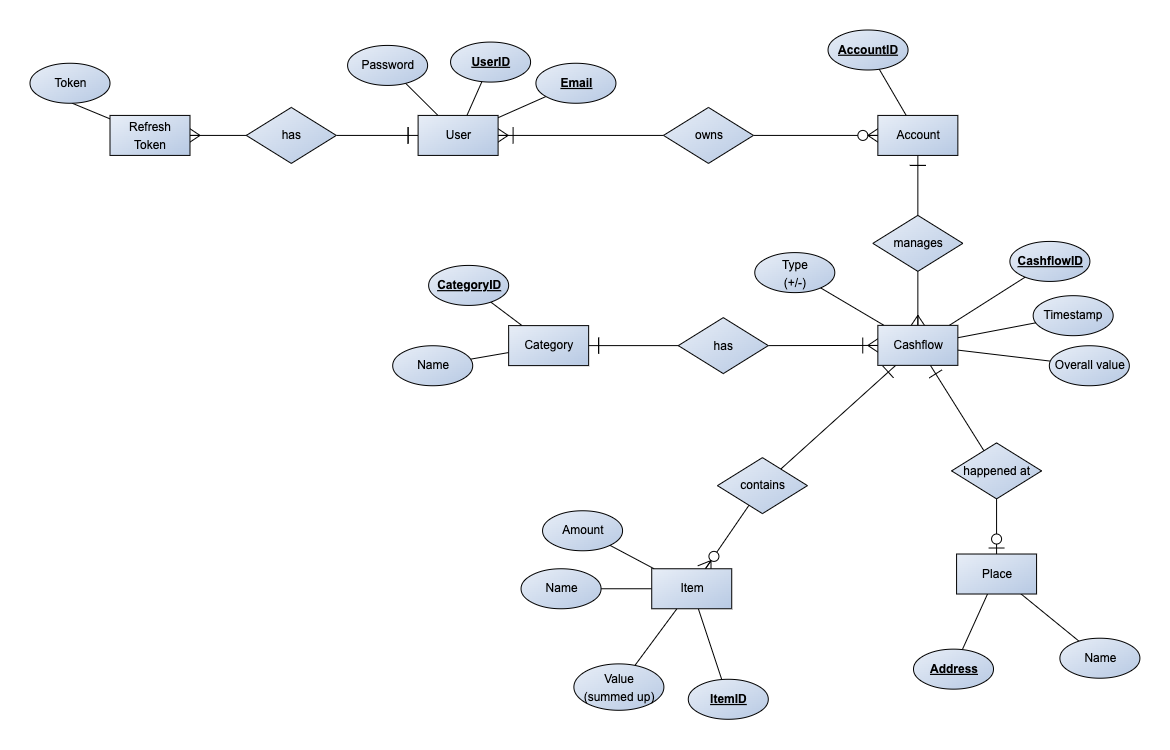 AccountID
UserID
Password
Email
Token
Refresh
Token
has
User
owns
Account
manages
CashflowID
Type
(+/-)
CategoryID
Timestamp
Category
has
Cashflow
Name
Overall value
happened at
contains
Amount
Place
Name
Item
Name
Address
Value
(summed up)
ItemID